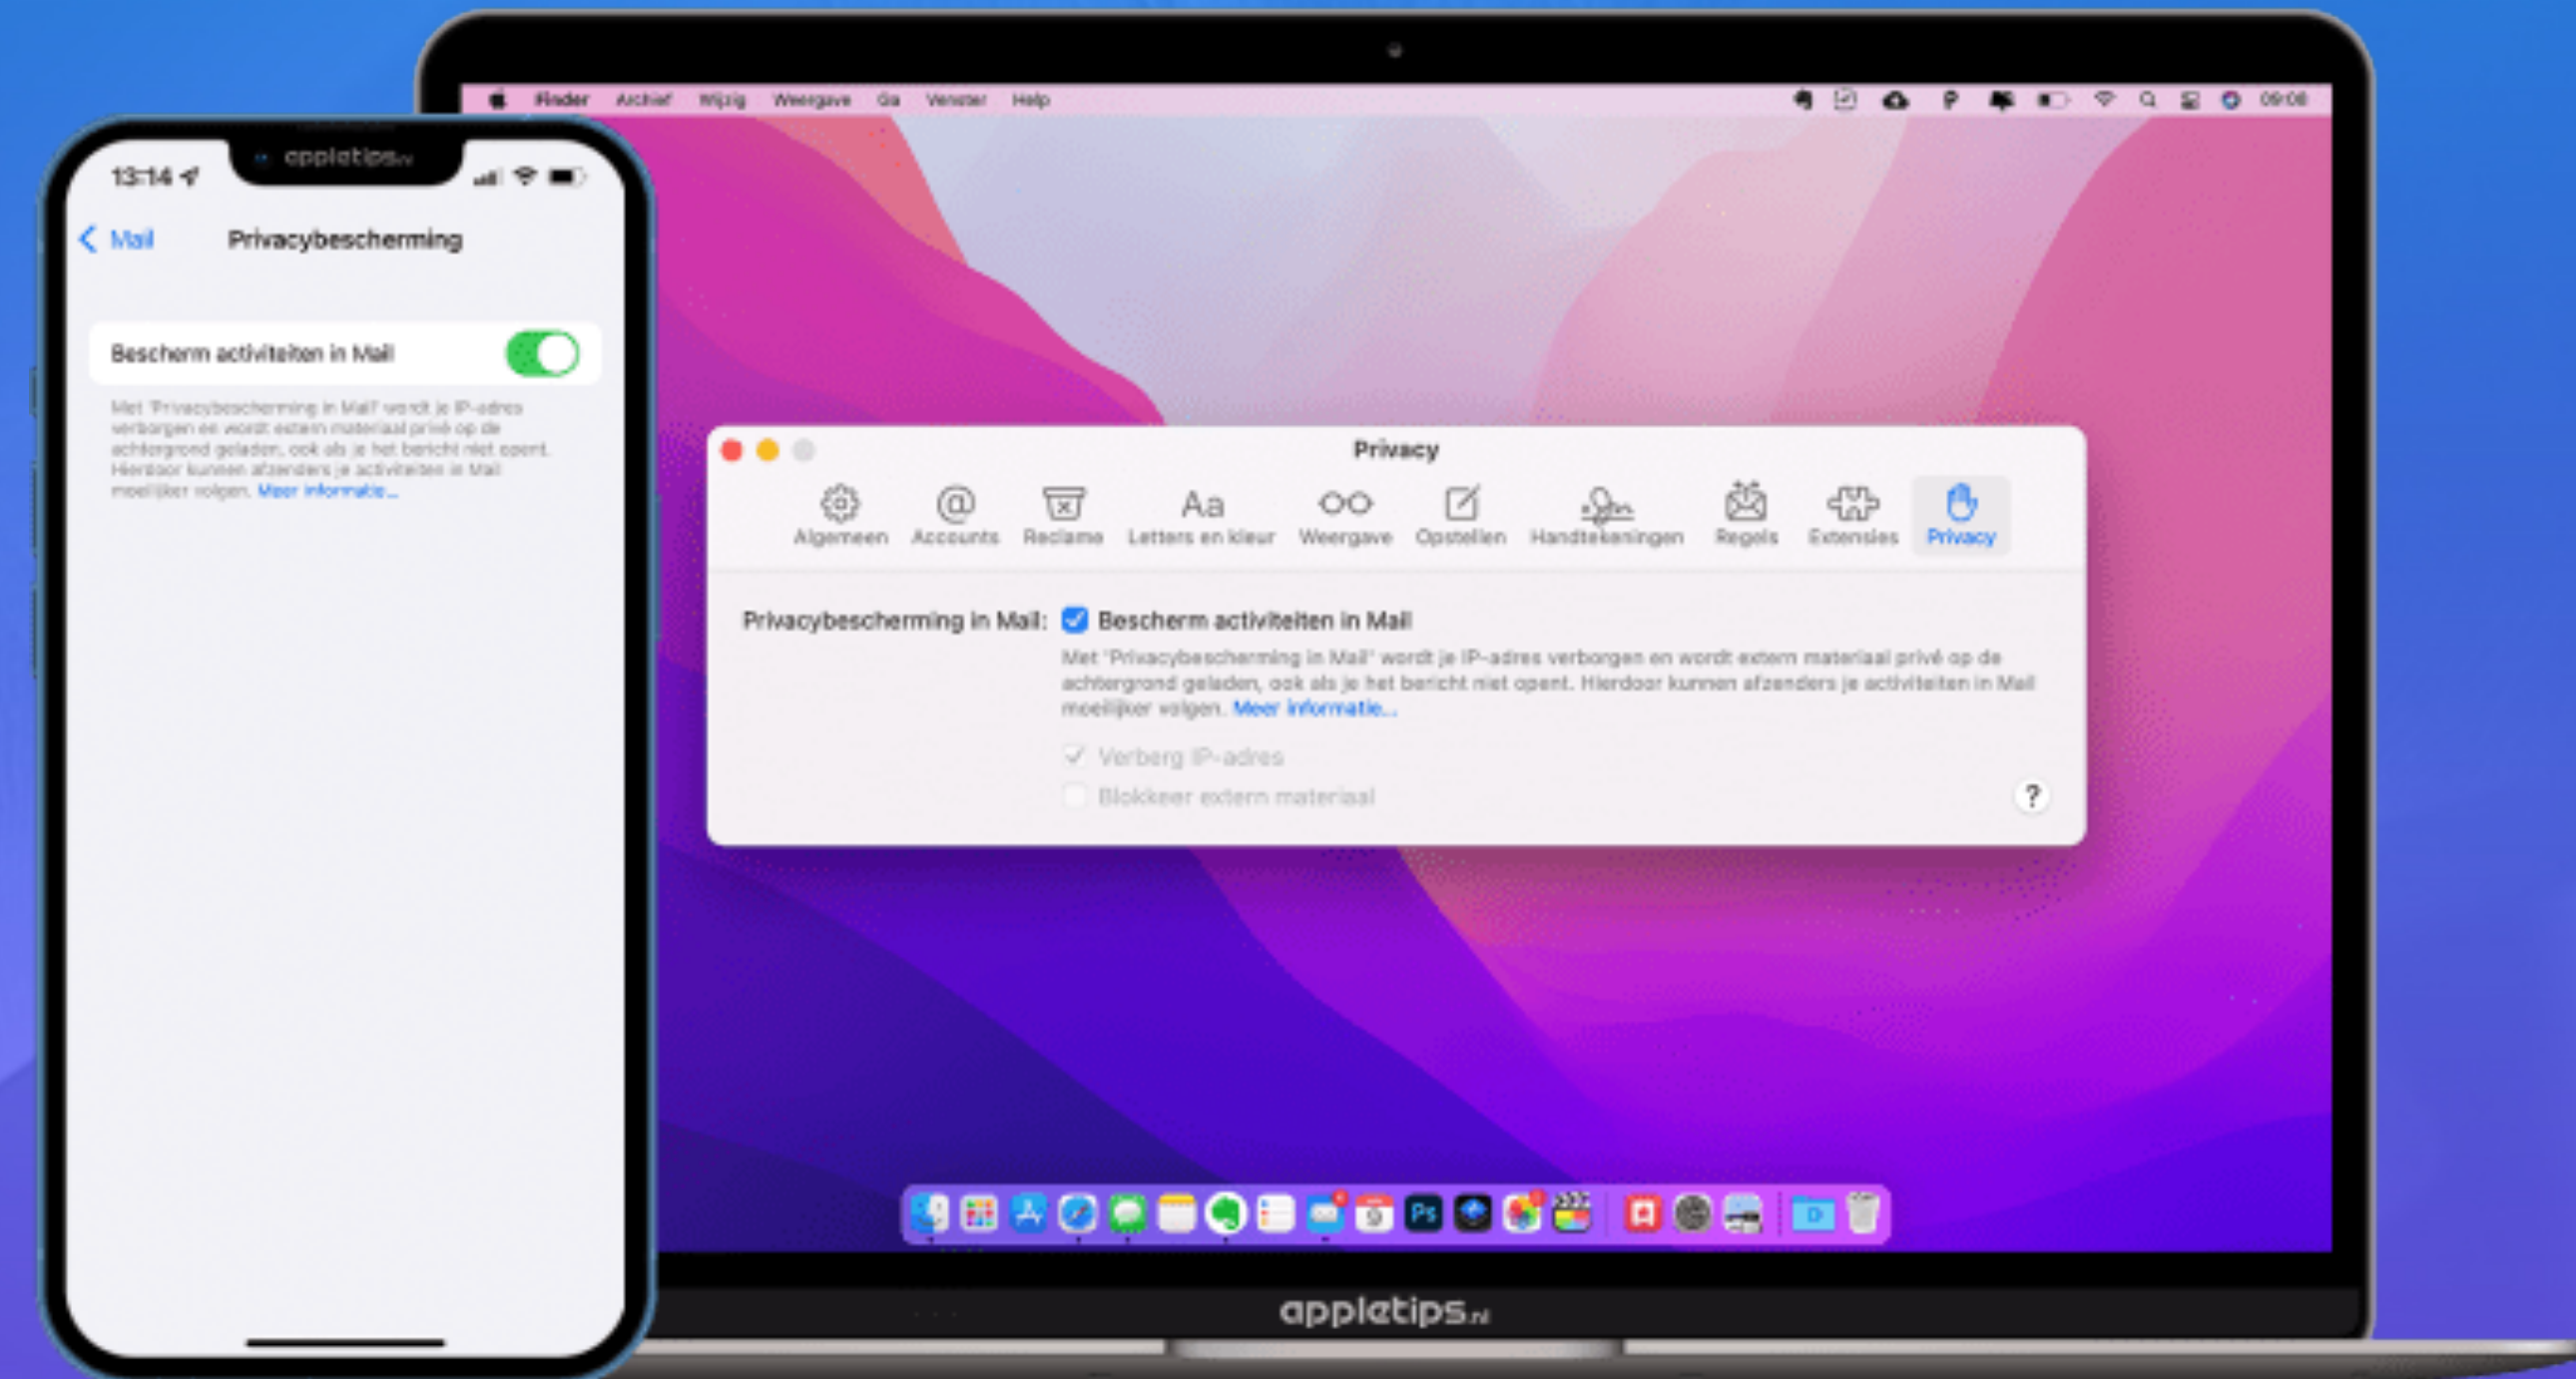 Finder Archief Wijzig Weergave Ga Venster Help 09:08
appletips.nl
13:14
Mail Privacybescherming
Bescherm activiteiten in Mail
Met 'Privacybescherming in Mail' wordt je IP-adres
verborgen en wordt extern materiaal privé op de
achtergrond geladen, ook als je het bericht niet opent.
Hierdoor kunnen afzenders je activiteiten in Mail
moeilijker volgen. Meer informatie...
Privacy
Algemeen Accounts Reclame Letters en kleur Weergave Opstellen Handtekeningen Regels Extensies Privacy
Privacybescherming in Mail: Bescherm activiteiten in Mail
Met 'Privacybescherming in Mail' wordt je IP-adres verborgen en wordt extern materiaal privé op de
achtergrond geladen, ook als je het bericht niet opent. Hierdoor kunnen afzenders je activiteiten in Mail
moeilijker volgen. Meer informatie...
Verberg IP-adres
Blokkeer extern materiaal
?
9 Ps D
appletips.nl